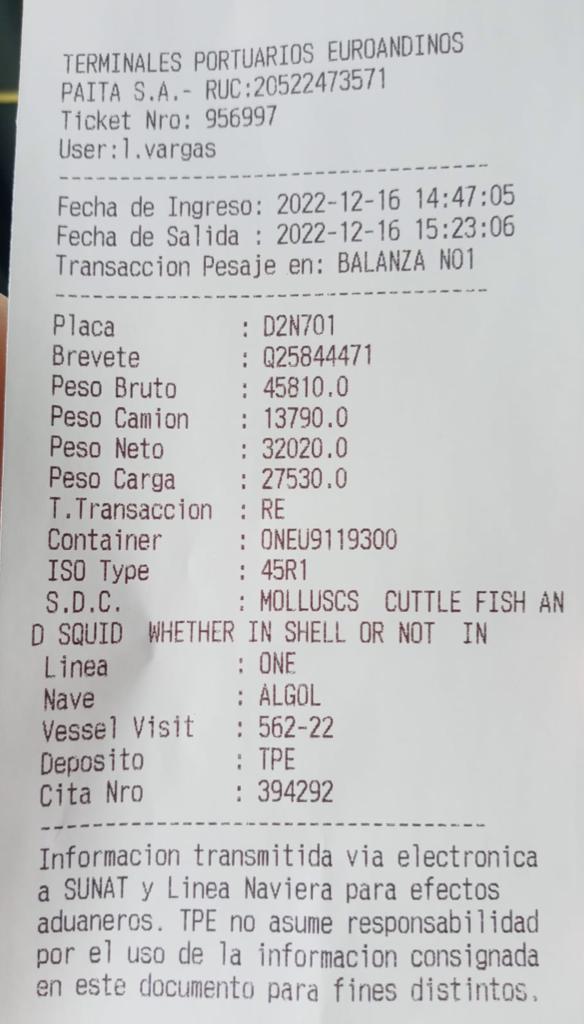 TERMINALES PORTUARIOS EUROANDINOS
PAITA S.A.- RUC:20522473571
Ticket Nro: 956997
User:l.vargas
Fecha de Ingreso: 2022-12-16 14:47:05
Fecha de Salida : 2022-12-16 15:23:06
Transaccion Pesaje en: BALANZA NO1
Placa : D2N701
Brevete : Q25844471
Peso Bruto : 45810.0
Peso Camion : 13790.0
Peso Neto : 32020.0
Peso Carga : 27530.0
T.Transaccion : RE
Container : ONEU9119300
ISO Type : 45R1
S.D.C. : MOLLUSCS CUTTLE FISH AN
D SQUID WHETHER IN SHELL OR NOT IN
Linea : ONE
Nave : ALGOL
Vessel Visit : 562-22
Deposito : TPE
Cita Nro : 394292
Informacion transmitida via electronica
a SUNAT y Linea Naviera para efectos
aduaneros. TPE no asume responsabilidad
por el uso de la informacion consignada
en este documento para fines distintos.